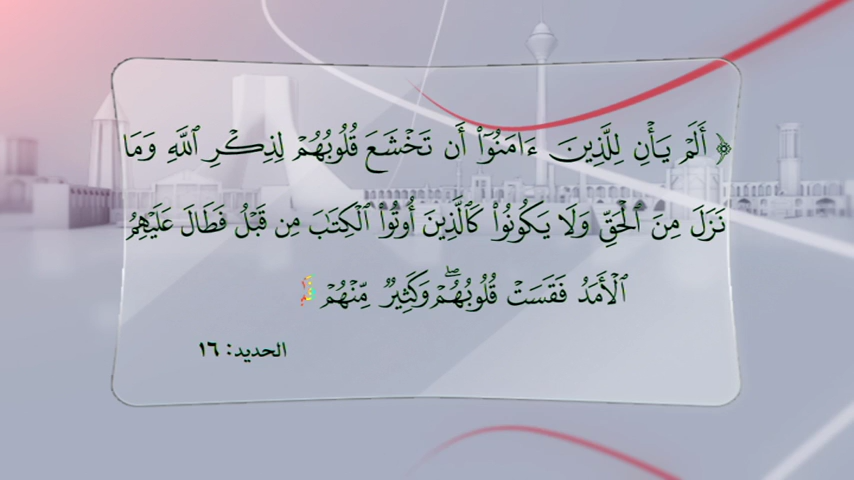 ﴿ أَلَمۡ يَأۡنِ لِلَّذِينَ ءَامَنُوٓاْ أَن تَخۡشَعَ قُلُوبُهُمۡ لِذِكۡرِ ٱللَّهِ وَمَا
نَزَلَ مِنَ ٱلۡحَقِّ وَلَا يَكُونُواْ كَٱلَّذِينَ أُوتُواْ ٱلۡكِتَٰبَ مِن قَبۡلُ فَطَالَ عَلَيۡهِمُ
ٱلۡأَمَدُ فَقَسَتۡ قُلُوبُهُمۡۖ وَكَثِيرٞ مِّنۡهُمۡ
الحديد: ١٦